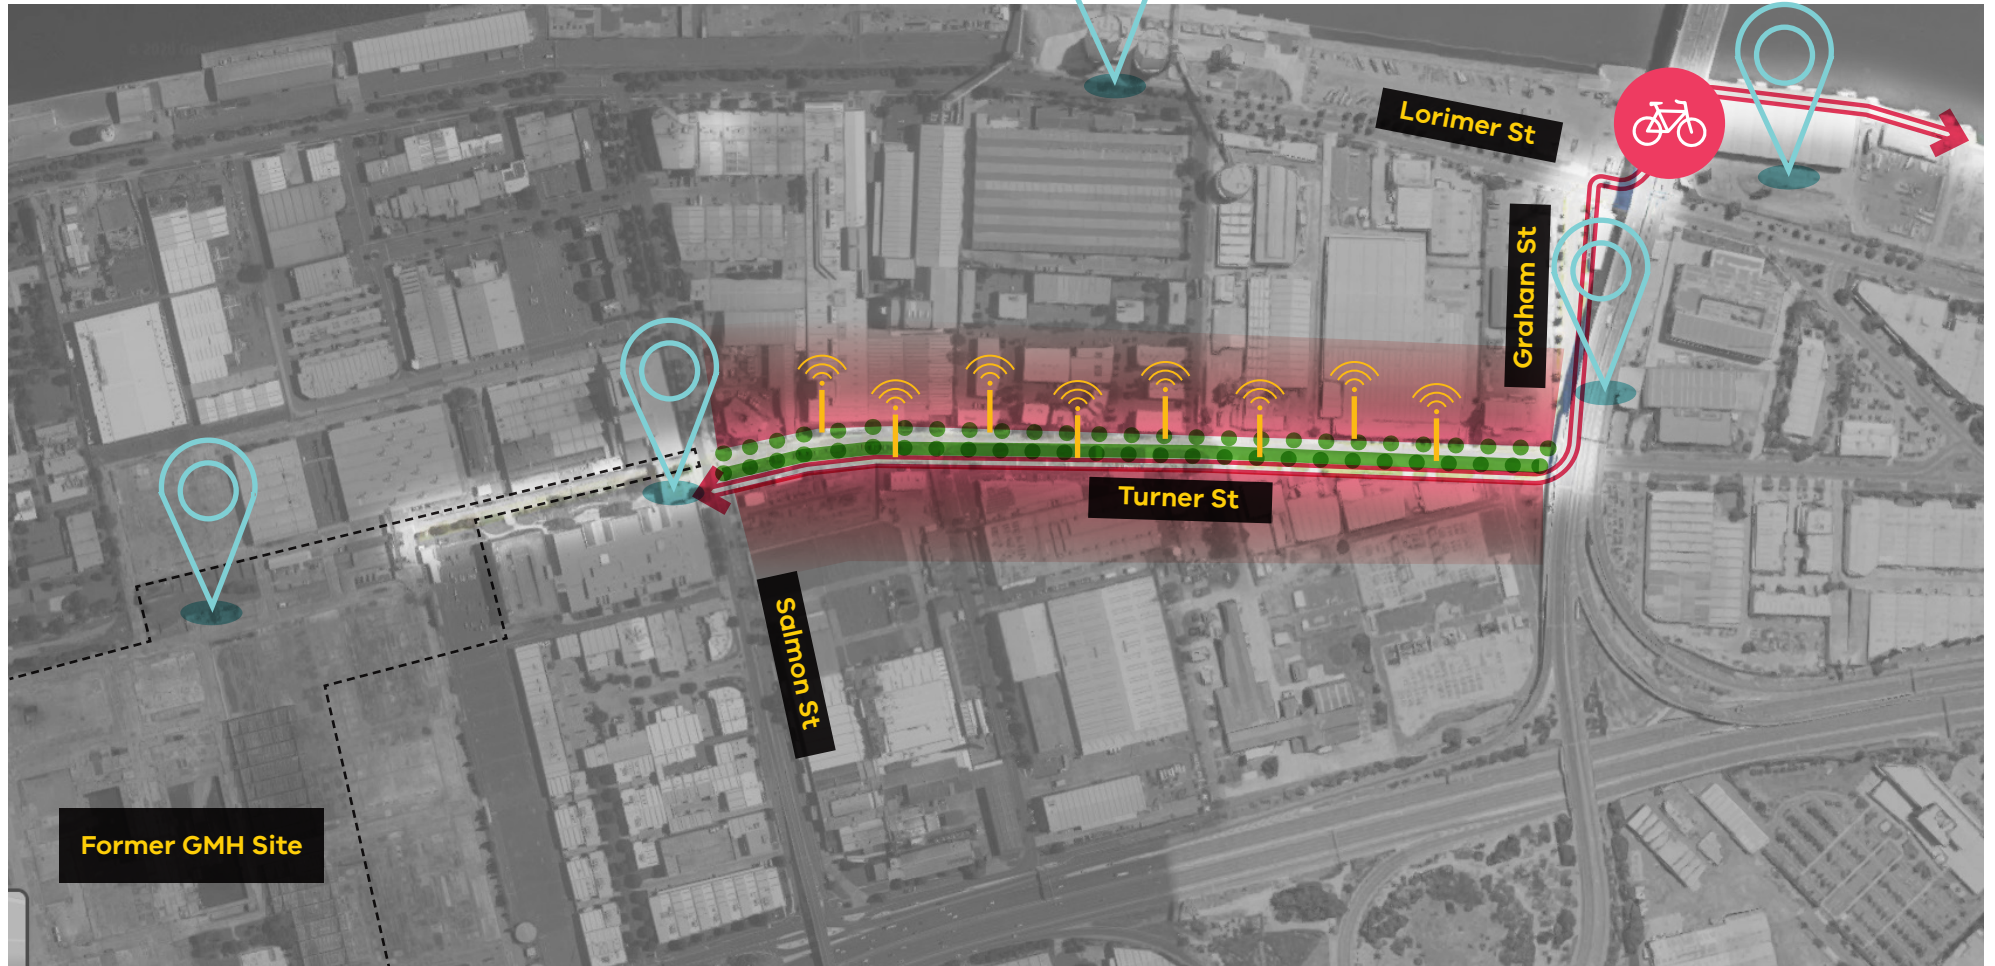 Lorimer St
Graham St
Turner St
Salmon St
Former GMH Site